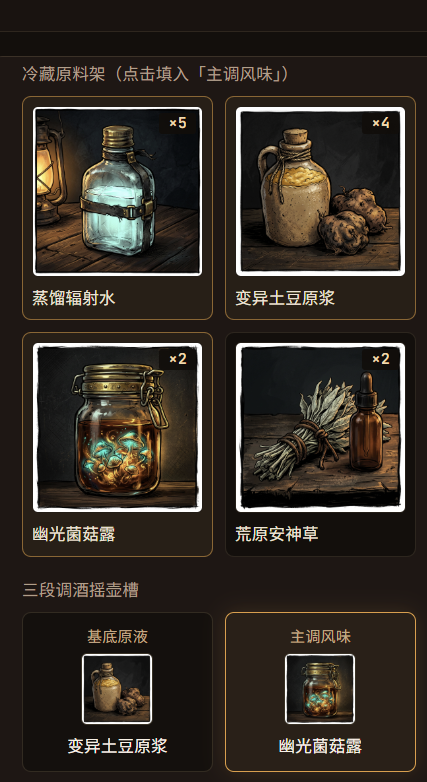 冷藏原料架（点击填入「主调风味」）
×5
×4
蒸馏辐射水
变异土豆原浆
×2
×2
幽光菌菇露
荒原安神草
三段调酒摇壶槽
基底原液
主调风味
变异土豆原浆
幽光菌菇露